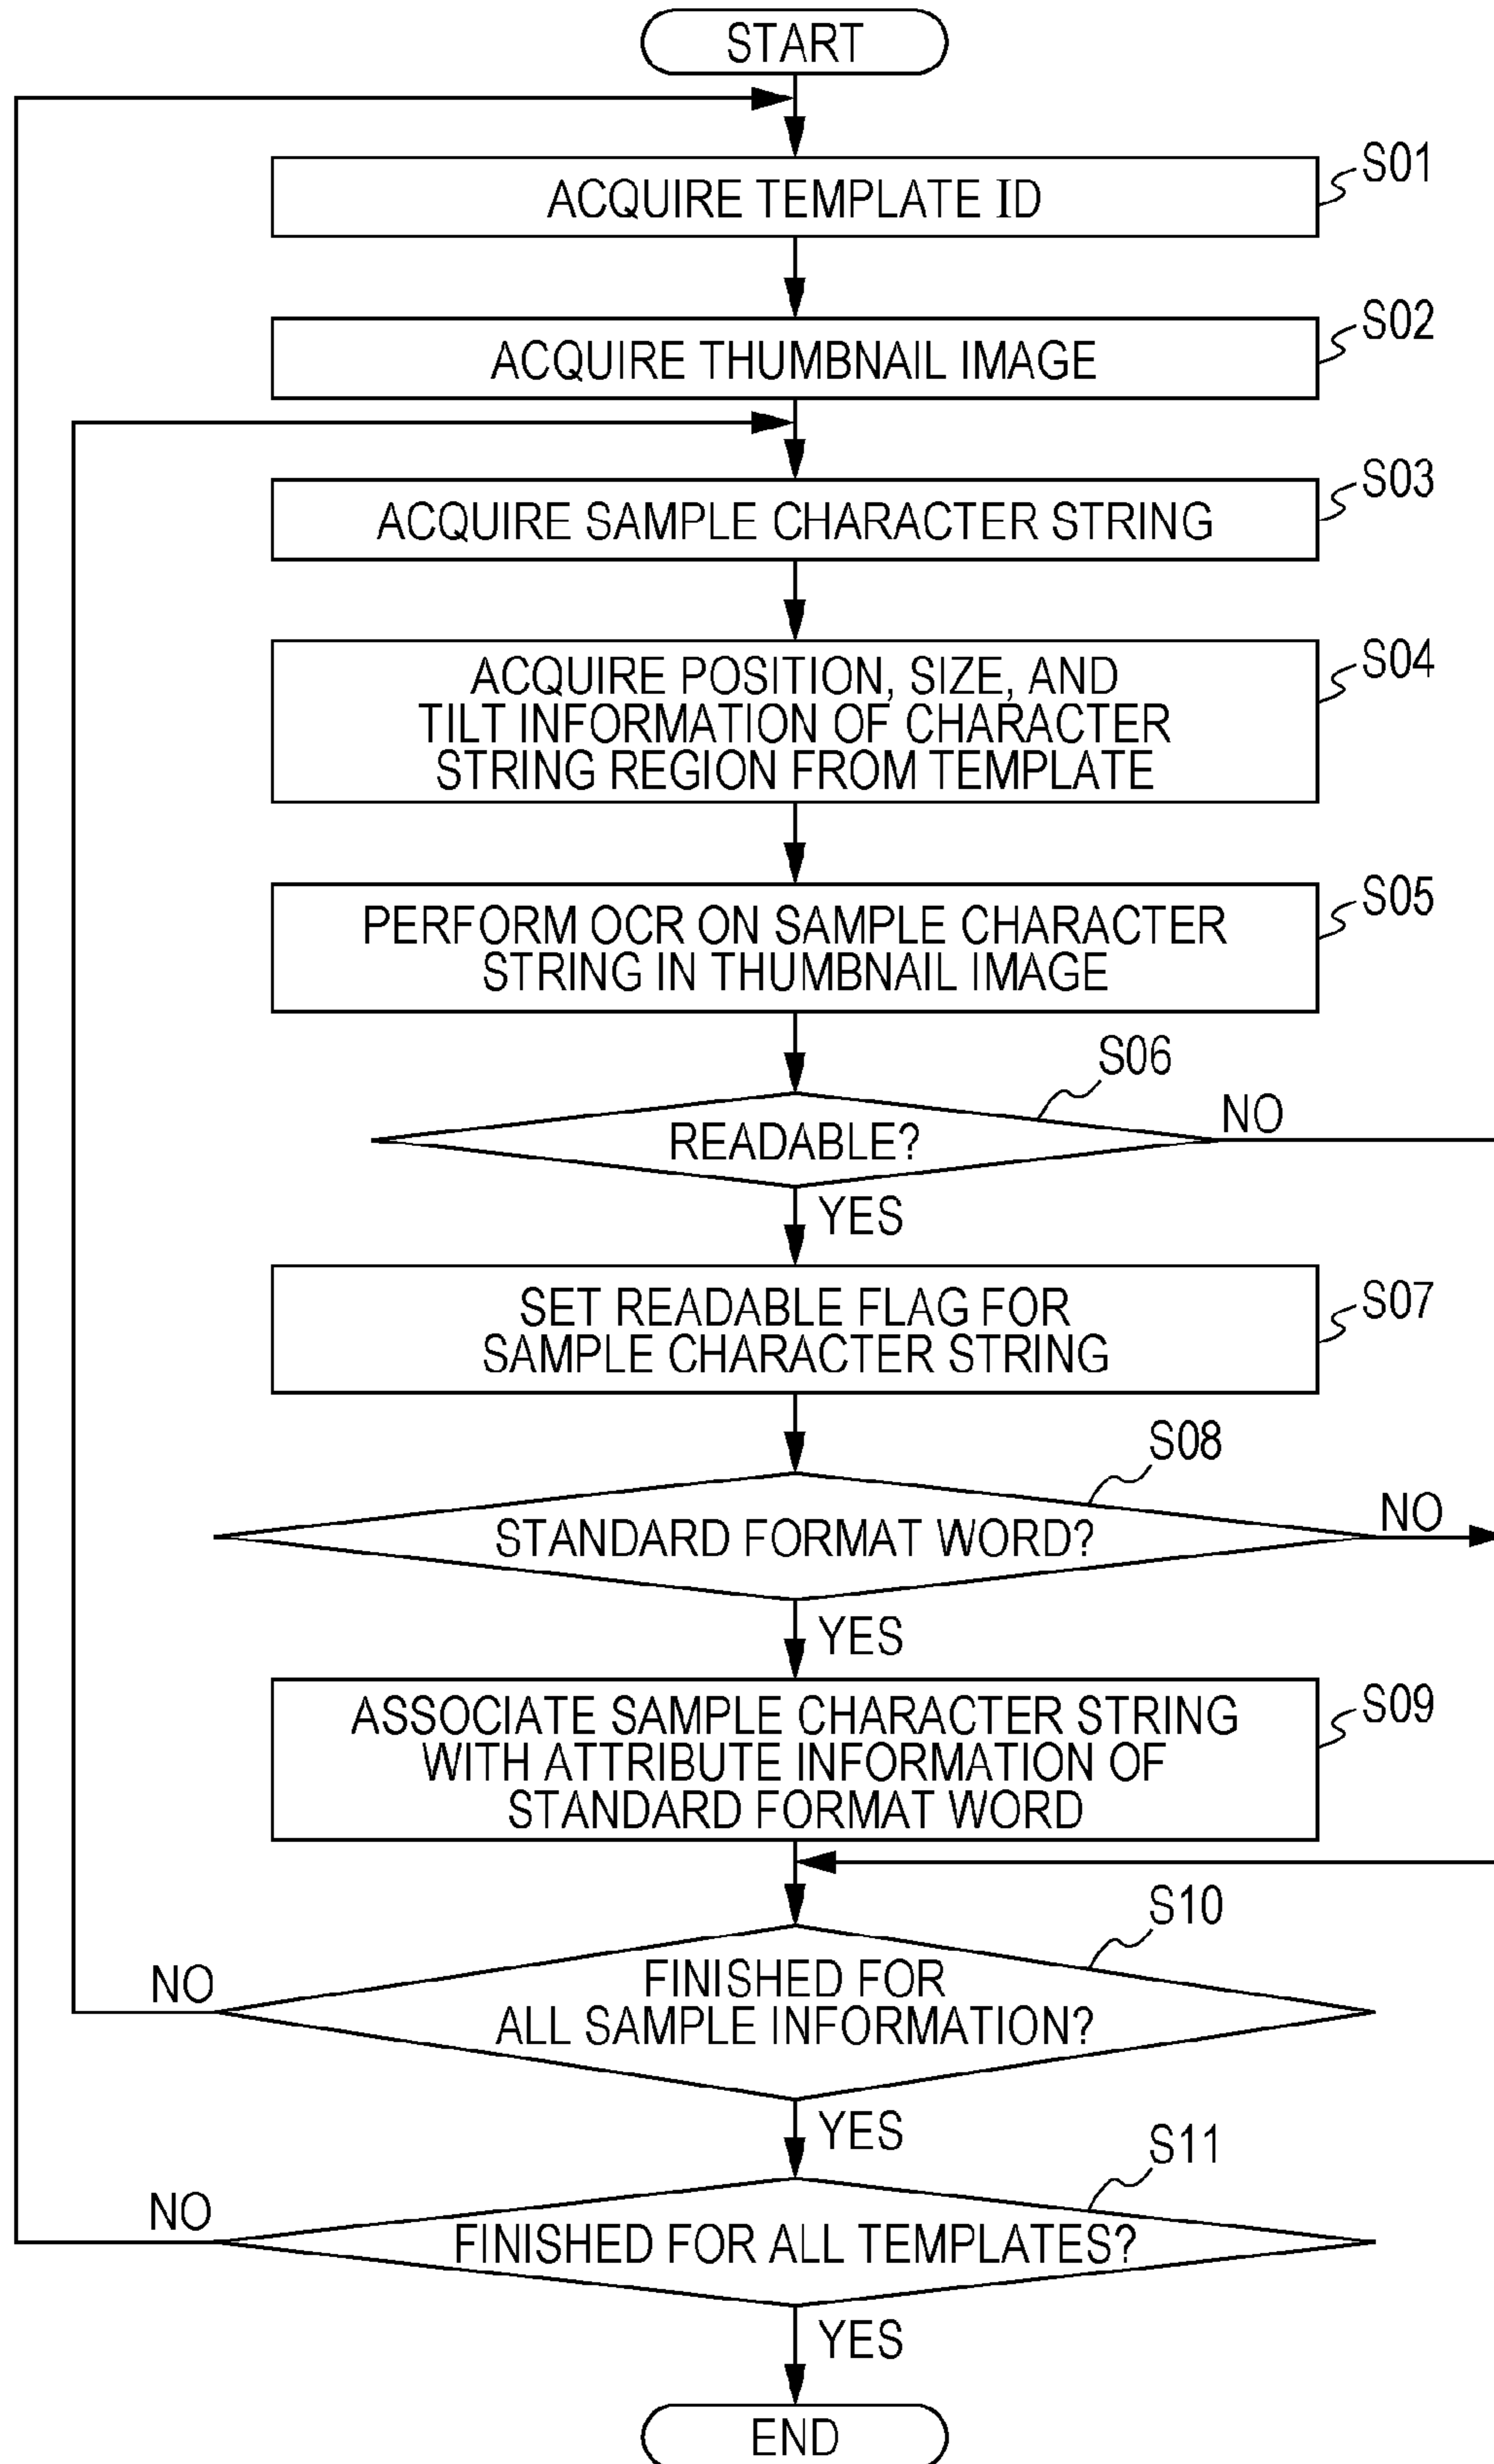 START
ACQUIRE TEMPLATE ID
S01
ACQUIRE THUMBNAIL IMAGE
S02
ACQUIRE SAMPLE CHARACTER STRING
S03
ACQUIRE POSITION, SIZE, AND
TILT INFORMATION OF CHARACTER
STRING REGION FROM TEMPLATE
S04
PERFORM OCR ON SAMPLE CHARACTER
STRING IN THUMBNAIL IMAGE
S05
S06
READABLE?
NO
YES
SET READABLE FLAG FOR
SAMPLE CHARACTER STRING
S07
S08
STANDARD FORMAT WORD?
NO
YES
ASSOCIATE SAMPLE CHARACTER STRING
WITH ATTRIBUTE INFORMATION OF
STANDARD FORMAT WORD
S09
S10
FINISHED FOR
ALL SAMPLE INFORMATION?
NO
YES
S11
FINISHED FOR ALL TEMPLATES?
NO
YES
END